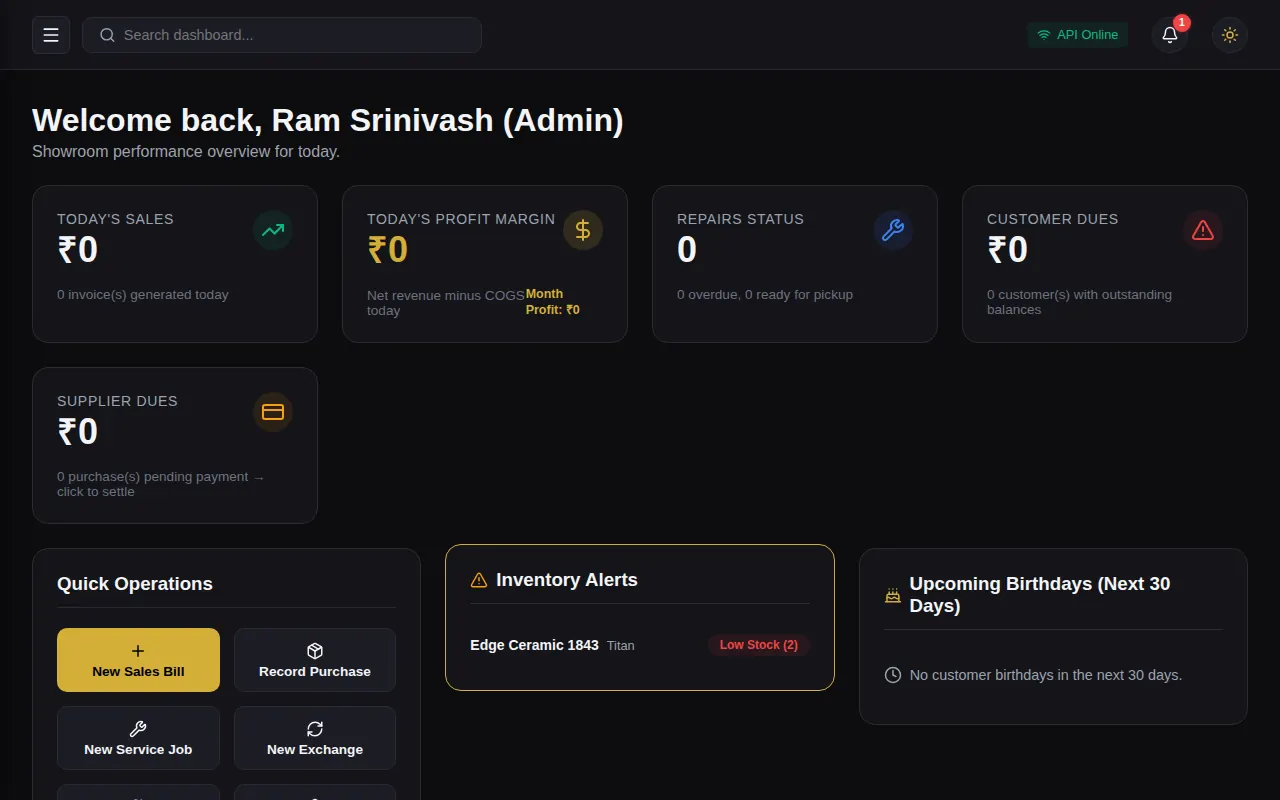 Search dashboard...
API Online
1
Welcome back, Ram Srinivash (Admin)
Showroom performance overview for today.
TODAY'S SALES
₹0
0 invoice(s) generated today
TODAY'S PROFIT MARGIN
₹0
Net revenue minus COGS
today
Month
Profit: ₹0
REPAIRS STATUS
0
0 overdue, 0 ready for pickup
CUSTOMER DUES
₹0
0 customer(s) with outstanding
balances
SUPPLIER DUES
₹0
0 purchase(s) pending payment →
click to settle
Quick Operations
New Sales Bill
Record Purchase
New Service Job
New Exchange
Inventory Alerts
Edge Ceramic 1843 Titan
Low Stock (2)
Upcoming Birthdays (Next 30
Days)
No customer birthdays in the next 30 days.